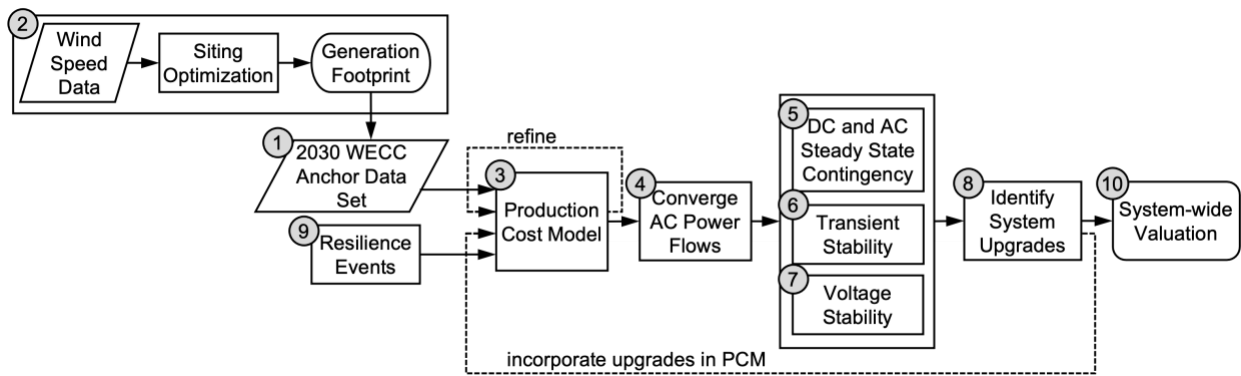 2
Wind
Speed
Data
Siting
Optimization
Generation
Footprint
1
2030 WECC
Anchor Data
Set
9
Resilience
Events
refine
3
Production
Cost Model
4
Converge
AC Power
Flows
5
DC and AC
Steady State
Contingency
6
Transient
Stability
7
Voltage
Stability
8
Identify
System
Upgrades
10
System-wide
Valuation
incorporate upgrades in PCM